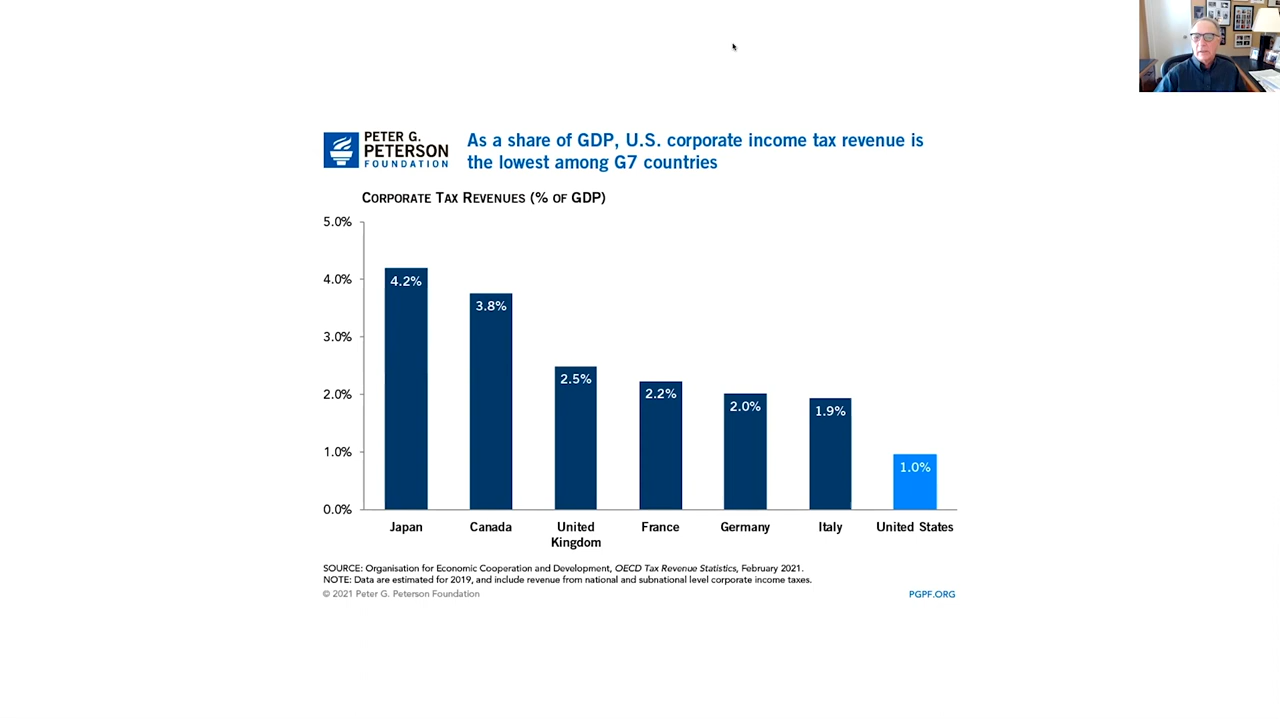 PETER G.
PETERSON
FOUNDATION
As a share of GDP, U.S. corporate income tax revenue is
the lowest among G7 countries
CORPORATE TAX REVENUES (% OF GDP)
5.0%
4.0%
3.0%
2.0%
1.0%
0.0%
4.2%
3.8%
2.5%
2.2%
2.0%
1.9%
1.0%
Japan
Canada
United
Kingdom
France
Germany
Italy
United States
SOURCE: Organisation for Economic Cooperation and Development, OECD Tax Revenue Statistics, February 2021.
NOTE: Data are estimated for 2019, and include revenue from national and subnational level corporate income taxes.
© 2021 Peter G. Peterson Foundation
PGPF.ORG